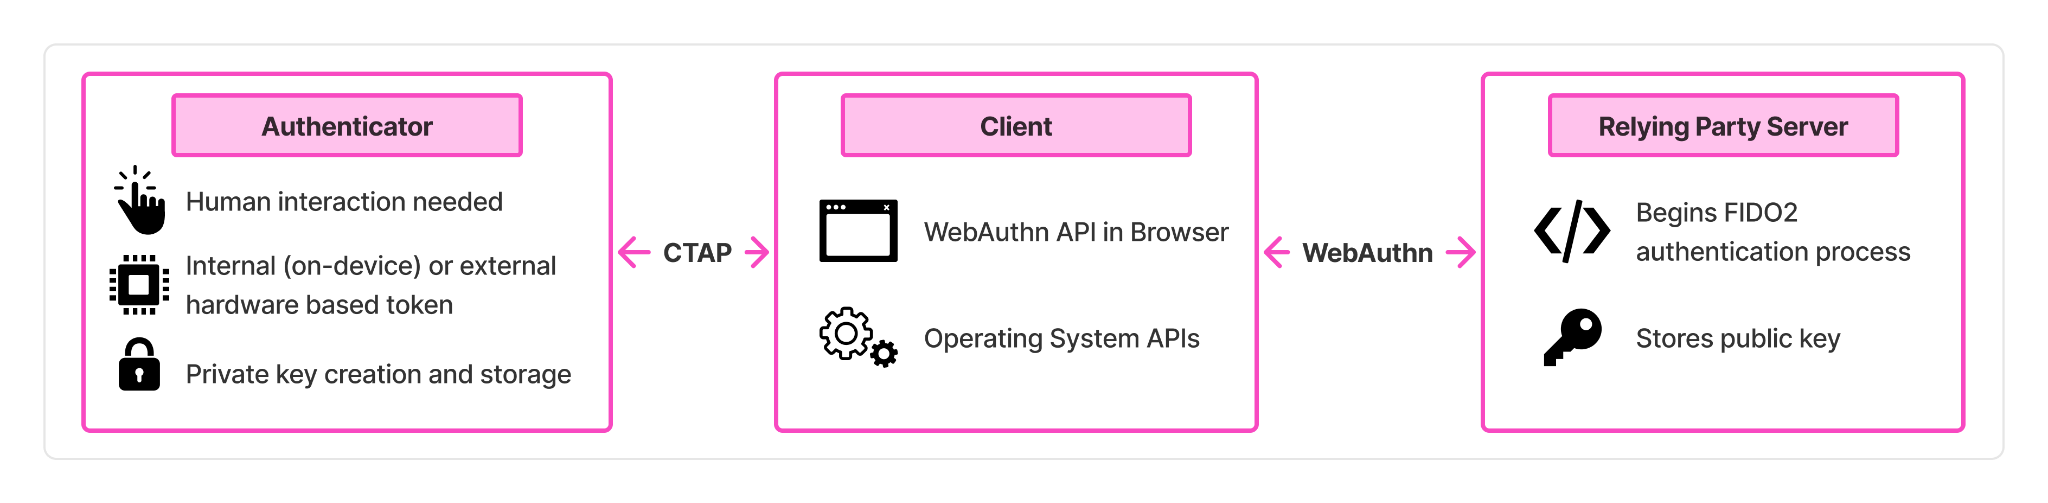 Authenticator
Human interaction needed
Internal (on-device) or external
hardware based token
Private key creation and storage
CTAP
Client
WebAuthn API in Browser
Operating System APIs
WebAuthn
Relying Party Server
Begins FIDO2
authentication process
Stores public key